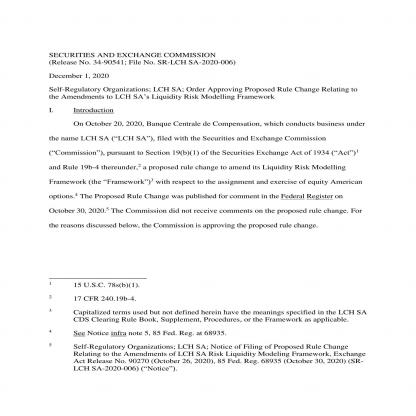 SECURITIES AND EXCHANGE COMMISSION
(Release No. 34-90541; File No. SR-LCH SA-2020-006)
December 1, 2020
Self-Regulatory Organizations; LCH SA; Order Approving Proposed Rule Change Relating to
the Amendments to LCH SA's Liquidity Risk Modelling Framework
I. Introduction
On October 20, 2020, Banque Centrale de Compensation, which conducts business under
the name LCH SA ("LCH SA"), filed with the Securities and Exchange Commission
("Commission"), pursuant to Section 19(b)(1) of the Securities Exchange Act of 1934 ("Act")1
and Rule 19b-4 thereunder,2 a proposed rule change to amend its Liquidity Risk Modelling
Framework (the "Framework")3 with respect to the assignment and exercise of equity American
options.4 The Proposed Rule Change was published for comment in the Federal Register on
October 30, 2020.5 The Commission did not receive comments on the proposed rule change. For
the reasons discussed below, the Commission is approving the proposed rule change.
1 15 U.S.C. 78s(b)(1).
2 17 CFR 240.19b-4.
3 Capitalized terms used but not defined herein have the meanings specified in the LCH SA
CDS Clearing Rule Book, Supplement, Procedures, or the Framework as applicable.
4 See Notice infra note 5, 85 Fed. Reg. at 68935.
5 Self-Regulatory Organizations; LCH SA; Notice of Filing of Proposed Rule Change
Relating to the Amendments of LCH SA Risk Liquidity Modeling Framework, Exchange
Act Release No. 90270 (October 26, 2020), 85 Fed. Reg. 68935 (October 30, 2020) (SR-
LCH SA-2020-006) ("Notice").